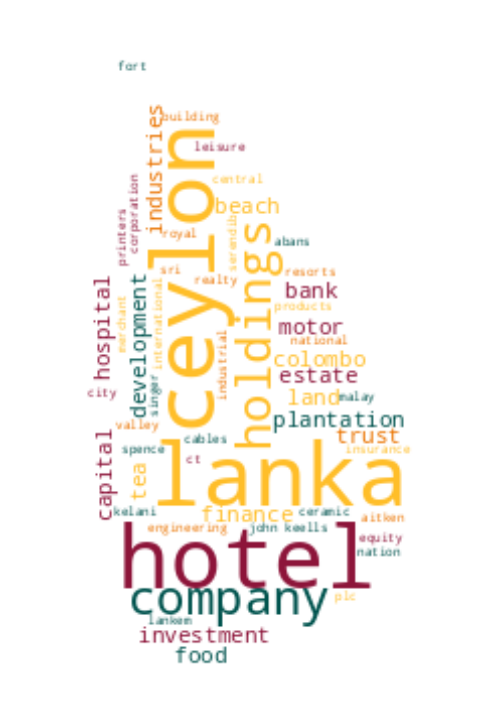 fort
building
industries
ceylon
leisure
central
corporation
printers
beach
serendib
royal
abans
holdings
sri
realty
resorts
hospital
development
international
merchant
bank
products
motor
national
industrial
colombo
estate
singer
city
land
malay
plantation
valley
trust
cables
spence
insurance
capital
tea
ct
lanka
kelani
finance
ceramic
aitken
engineering
john keells
hotel
equity
nation
company
plc
lankem
investment
food